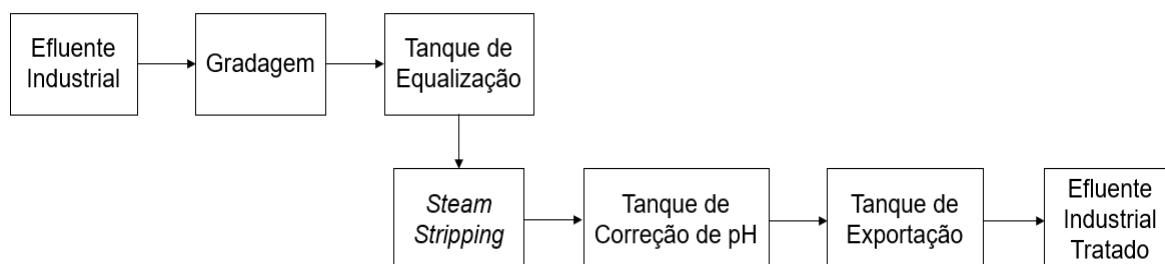 Efluente
Industrial
Gradagem
Tanque de
Equalização
Steam
Stripping
Tanque de
Correção de pH
Tanque de
Exportação
Efluente
Industrial
Tratado